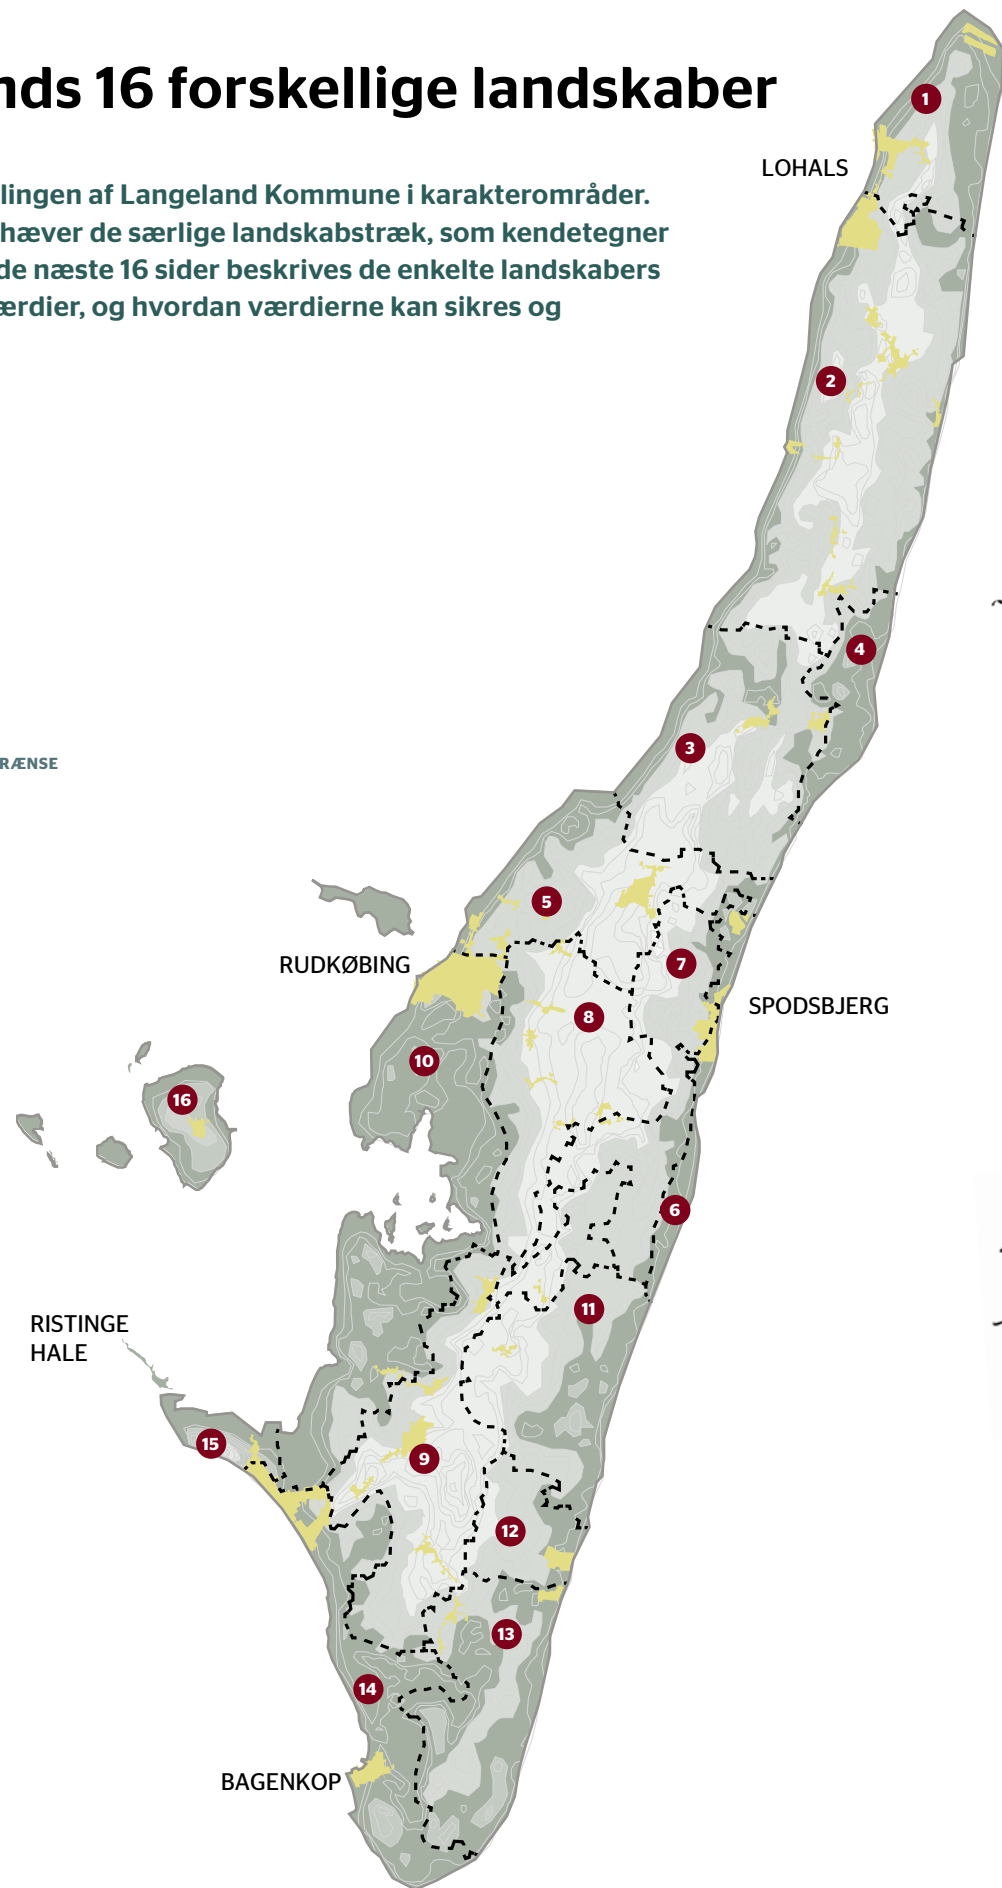 nds 16 forskellige landskaber
lingen af Langeland Kommune i karakterområder.
hæver de særlige landskabstræk, som kendetegner
de næste 16 sider beskrives de enkelte landskabers
ærdier, og hvordan værdierne kan sikres og
1
LOHALS
2
4
3
RÆNSE
5
7
RUDKØBING
8
SPODSBJERG
10
16
6
11
RISTINGE
HALE
15
9
12
13
14
BAGENKOP